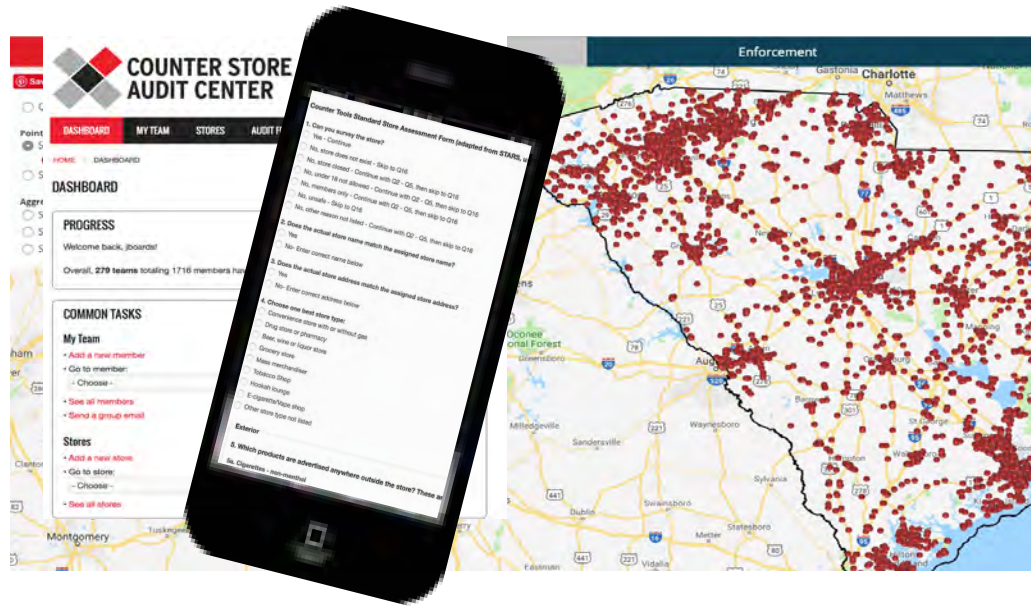 COUNTER STORE
AUDIT CENTER
DASHBOARD
MY TEAM
STORES
AUDIT
HOME
DASHBOARD
DASHBOARD
PROGRESS
Welcome back, jboards!
Overall, 279 teams totaling 1716 members
COMMON TASKS
My Team
• Add a new member
• Go to member:
- Choose -
• See all members
• Send a group email
Stores
• Add a new store
• Go to store:
- Choose -
• See all stores
Montgomery
Counter Tools Standard Store Assessment Form (adapted from STARS,
1. Can you survey the store?
Yes - Continue
No, store does not exist - Skip to Q16
No, store closed - Continue with Q2 - Q5, then skip to Q16
No, under 18 not allowed - Continue with Q2 - Q5, then skip to Q16
No, members only - Continue with Q2 - Q5, then skip to Q16
No, unsafe - Skip to Q16
No, other reason not listed - Continue with Q2 - Q5, then skip to Q16
2. Does the actual store name match the assigned store name?
Yes
No- Enter correct name below
3. Does the actual store address match the assigned store address?
Yes
No- Enter correct address below
4. Choose one best store type:
Convenience store with or without gas
Drug store or pharmacy
Beer, wine or liquor store
Grocery store
Mass merchandiser
Tobacco Shop
Hookah lounge
E-cigarette/Vape shop
Other store type not listed
Exterior
5. Which products are advertised anywhere outside the store? These
5a. Cigarettes - non-menthol
Enforcement
Gastonia
Charlotte
Matthews
Greensboro
Milledgeville
Sandersville
Waynesboro
Sylvania
Swainsboro
Dublin
Metter
Statesboro
Eastman
Vidalia
St. George